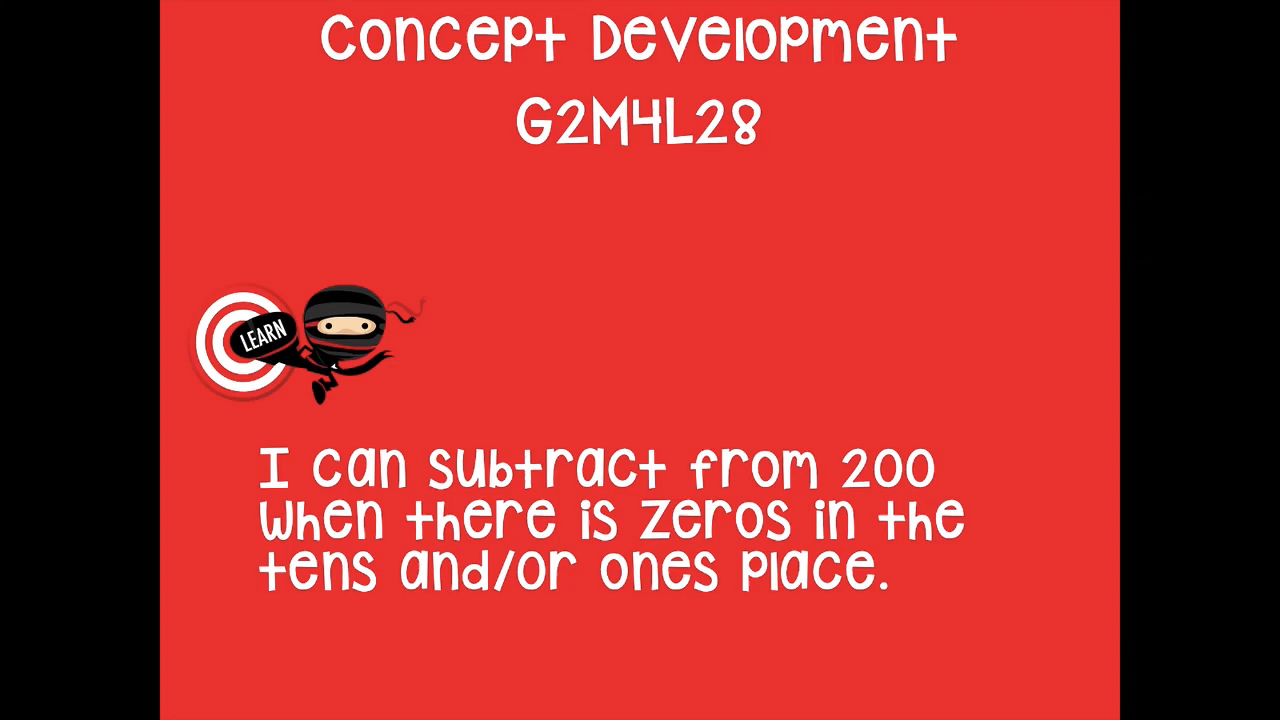 Concept Development
G2M4L28
LEARN
I can subtract from 200
when there is zeros in the
tens and/or ones place.